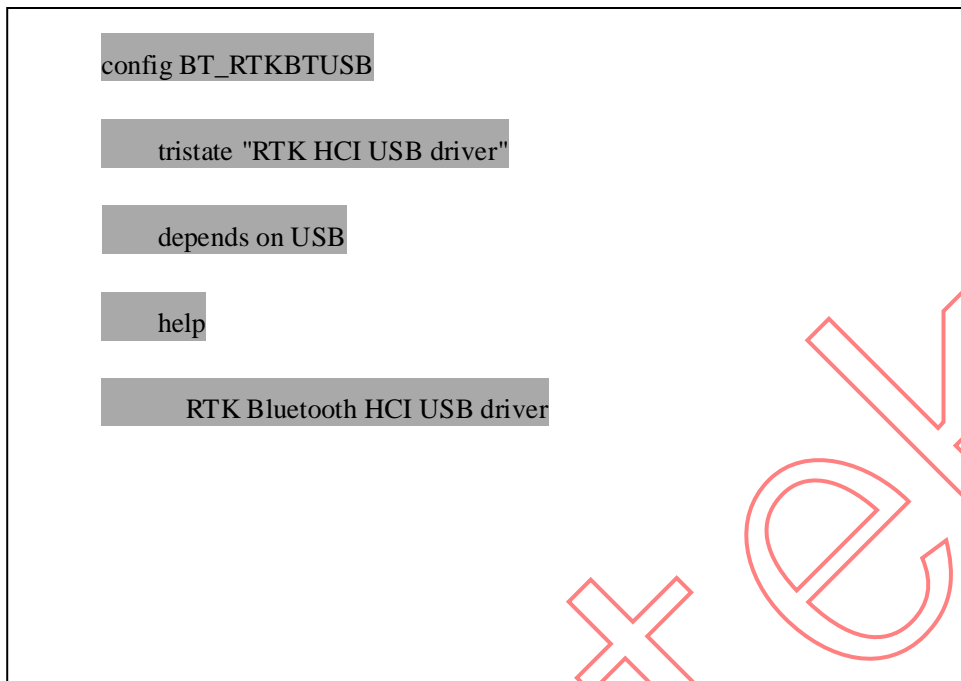 config BT_RTKBTUSB
tristate "RTK HCI USB driver"
depends on USB
help
RTK Bluetooth HCI USB driver